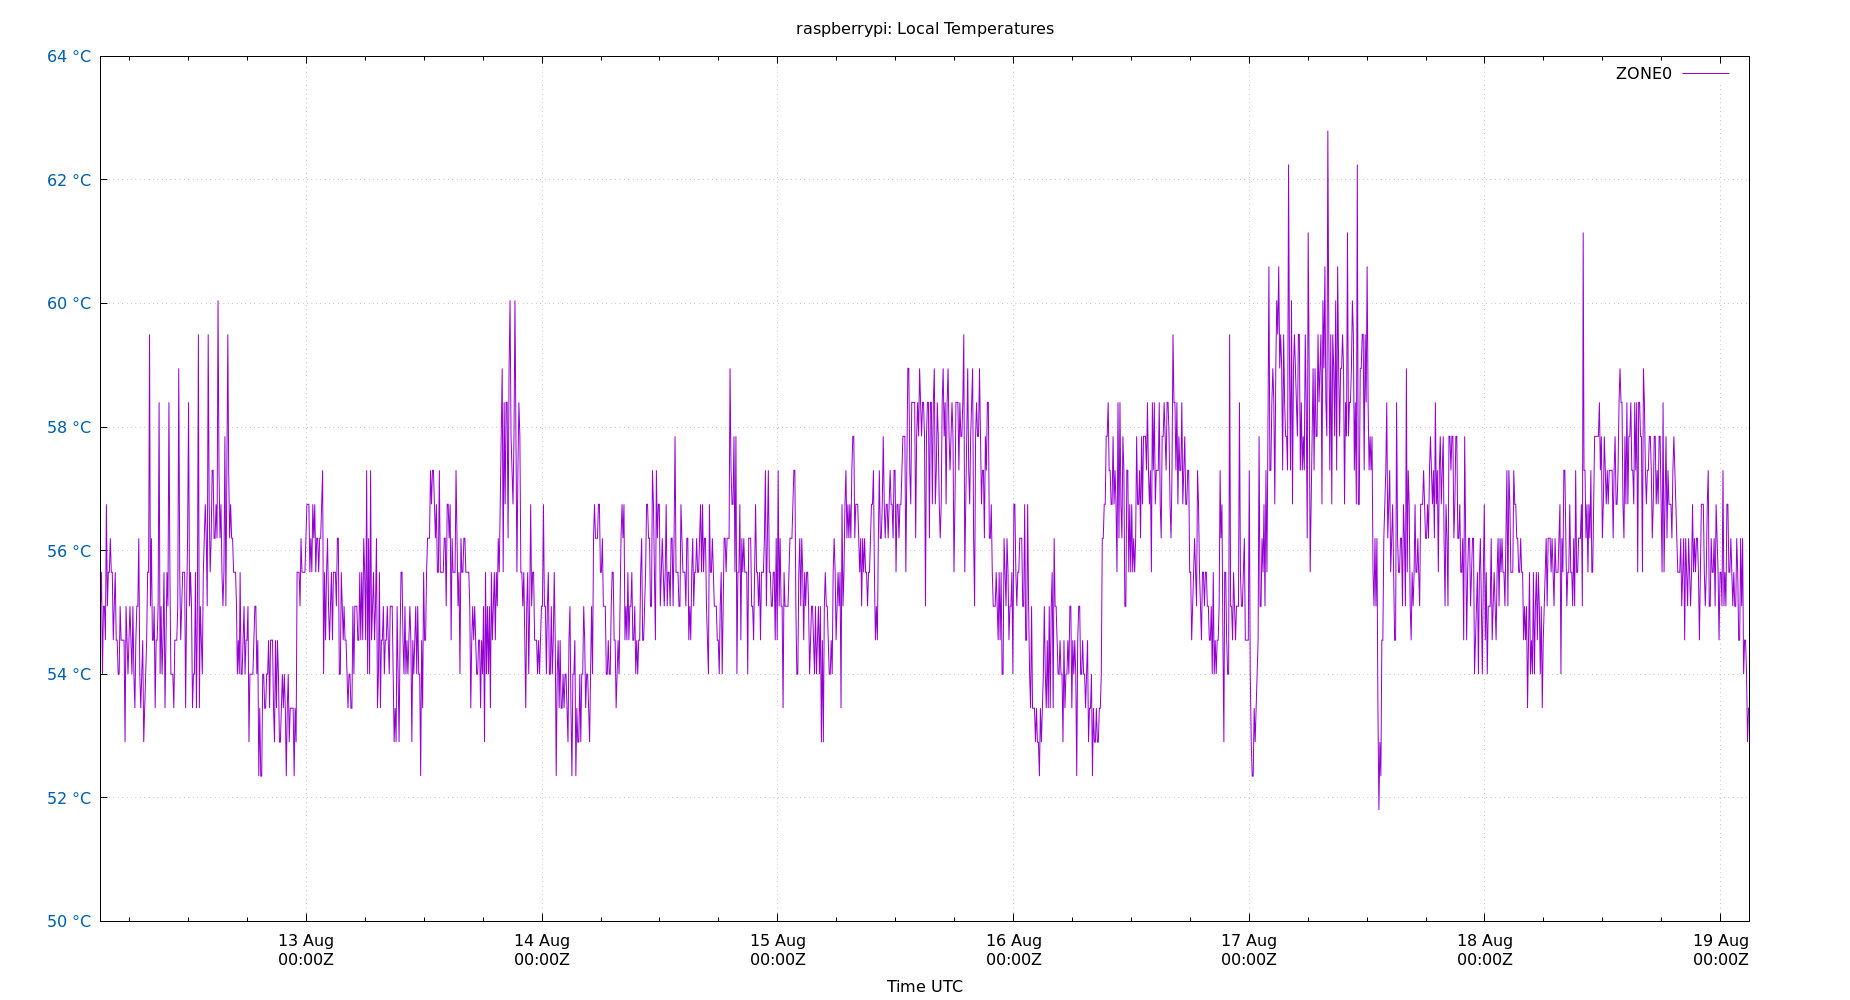 raspberrypi: Local Temperatures
64 °C
ZONE0
62 °C
60 °C
58 °C
56 °C
54 °C
52 °C
50 °C
13 Aug 14 Aug 15 Aug 16 Aug 17 Aug 18 Aug 19 Aug
00:00Z 00:00Z 00:00Z 00:00Z 00:00Z 00:00Z 00:00Z
Time UTC